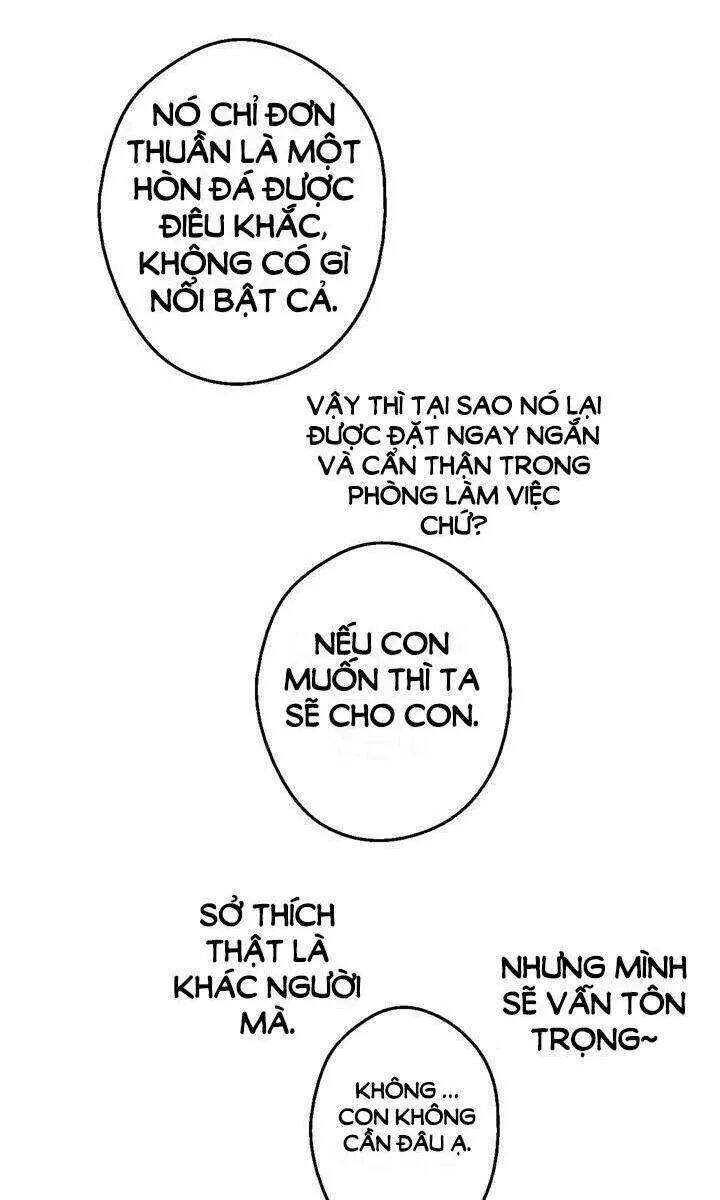 NÓ CHỈ ĐƠN
THUẦN LÀ MỘT
HÒN ĐÁ ĐƯỢC
ĐIÊU KHẮC,
KHÔNG CÓ GÌ
NỔI BẬT CẢ.
VẬY THÌ TẠI SAO NÓ LẠI
ĐƯỢC ĐẶT NGAY NGẮN
VÀ CẨN THẬN TRONG
PHÒNG LÀM VIỆC
CHỨ?
NẾU CON
MUỐN THÌ TA
SẼ CHO CON.
SỞ THÍCH
THẬT LÀ
KHÁC NGƯỜI
MÀ.
NHƯNG MÌNH
SẼ VẪN TÔN
TRỌNG~
KHÔNG ...
CON KHÔNG
CẦN ĐÂU Ạ.